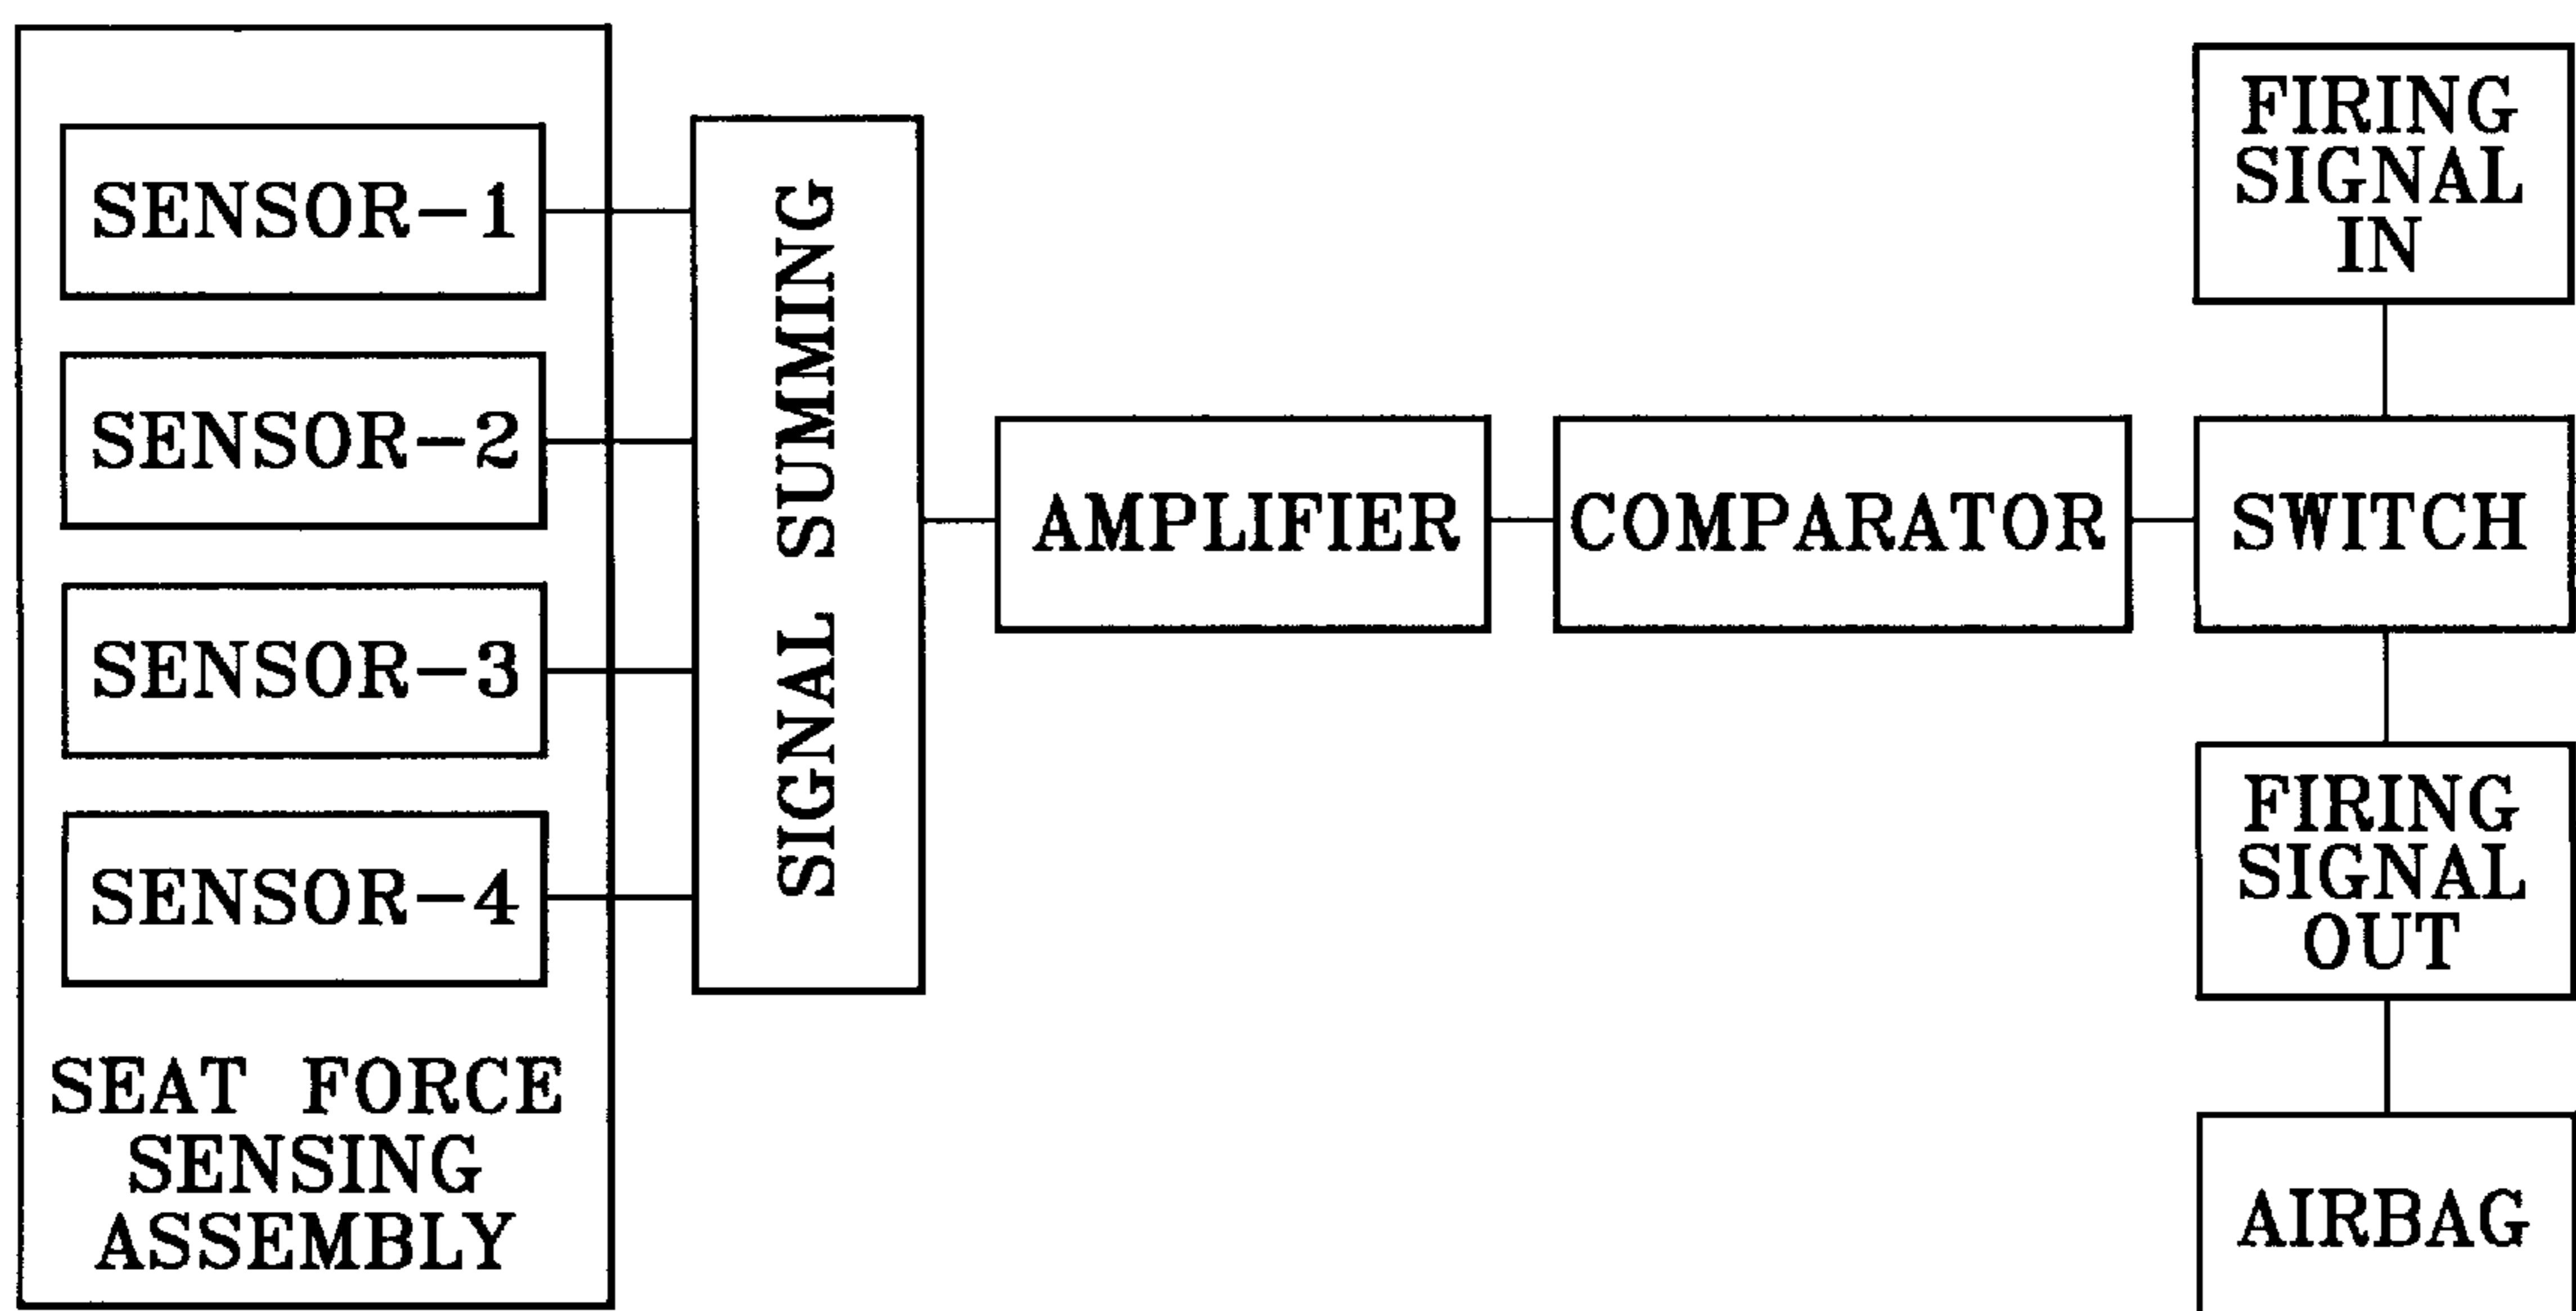 SENSOR-1
SENSOR-2
SENSOR-3
SENSOR-4
SEAT FORCE
SENSING
ASSEMBLY
SIGNAL SUMMING
AMPLIFIER
COMPARATOR
FIRING
SIGNAL
IN
SWITCH
FIRING
SIGNAL
OUT
AIRBAG